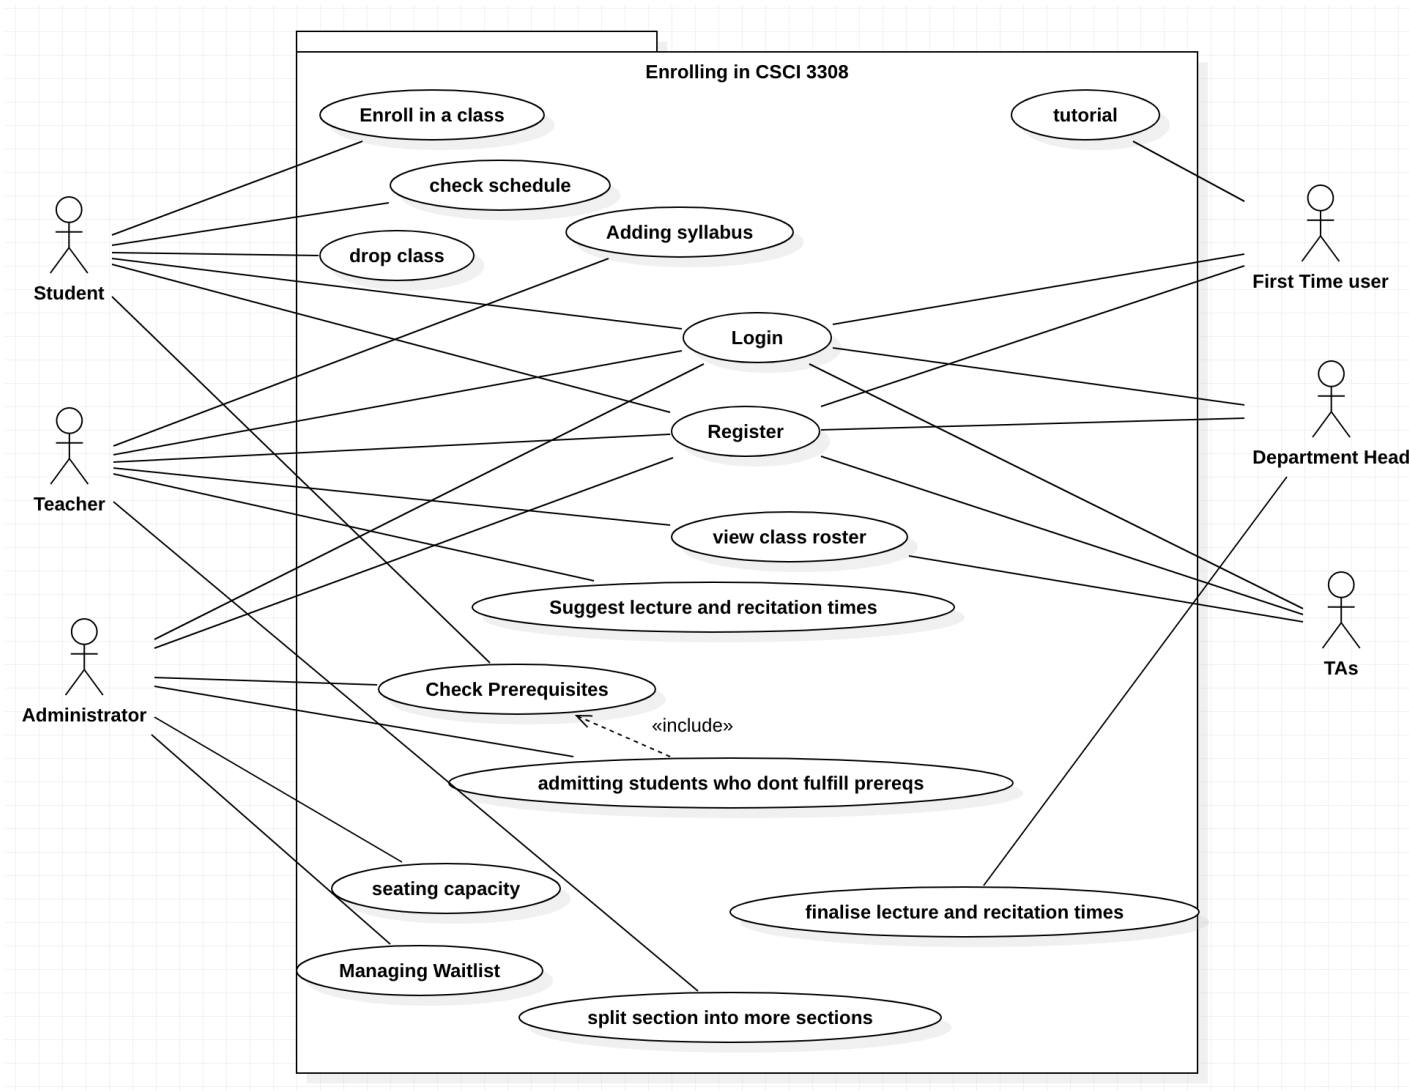 Enrolling in CSCI 3308
Enroll in a class
tutorial
check schedule
Adding syllabus
drop class
Student
First Time user
Login
Register
Department Head
Teacher
view class roster
Suggest lecture and recitation times
TAs
Check Prerequisites
Administrator
«include»
admitting students who dont fulfill prereqs
seating capacity
finalise lecture and recitation times
Managing Waitlist
split section into more sections